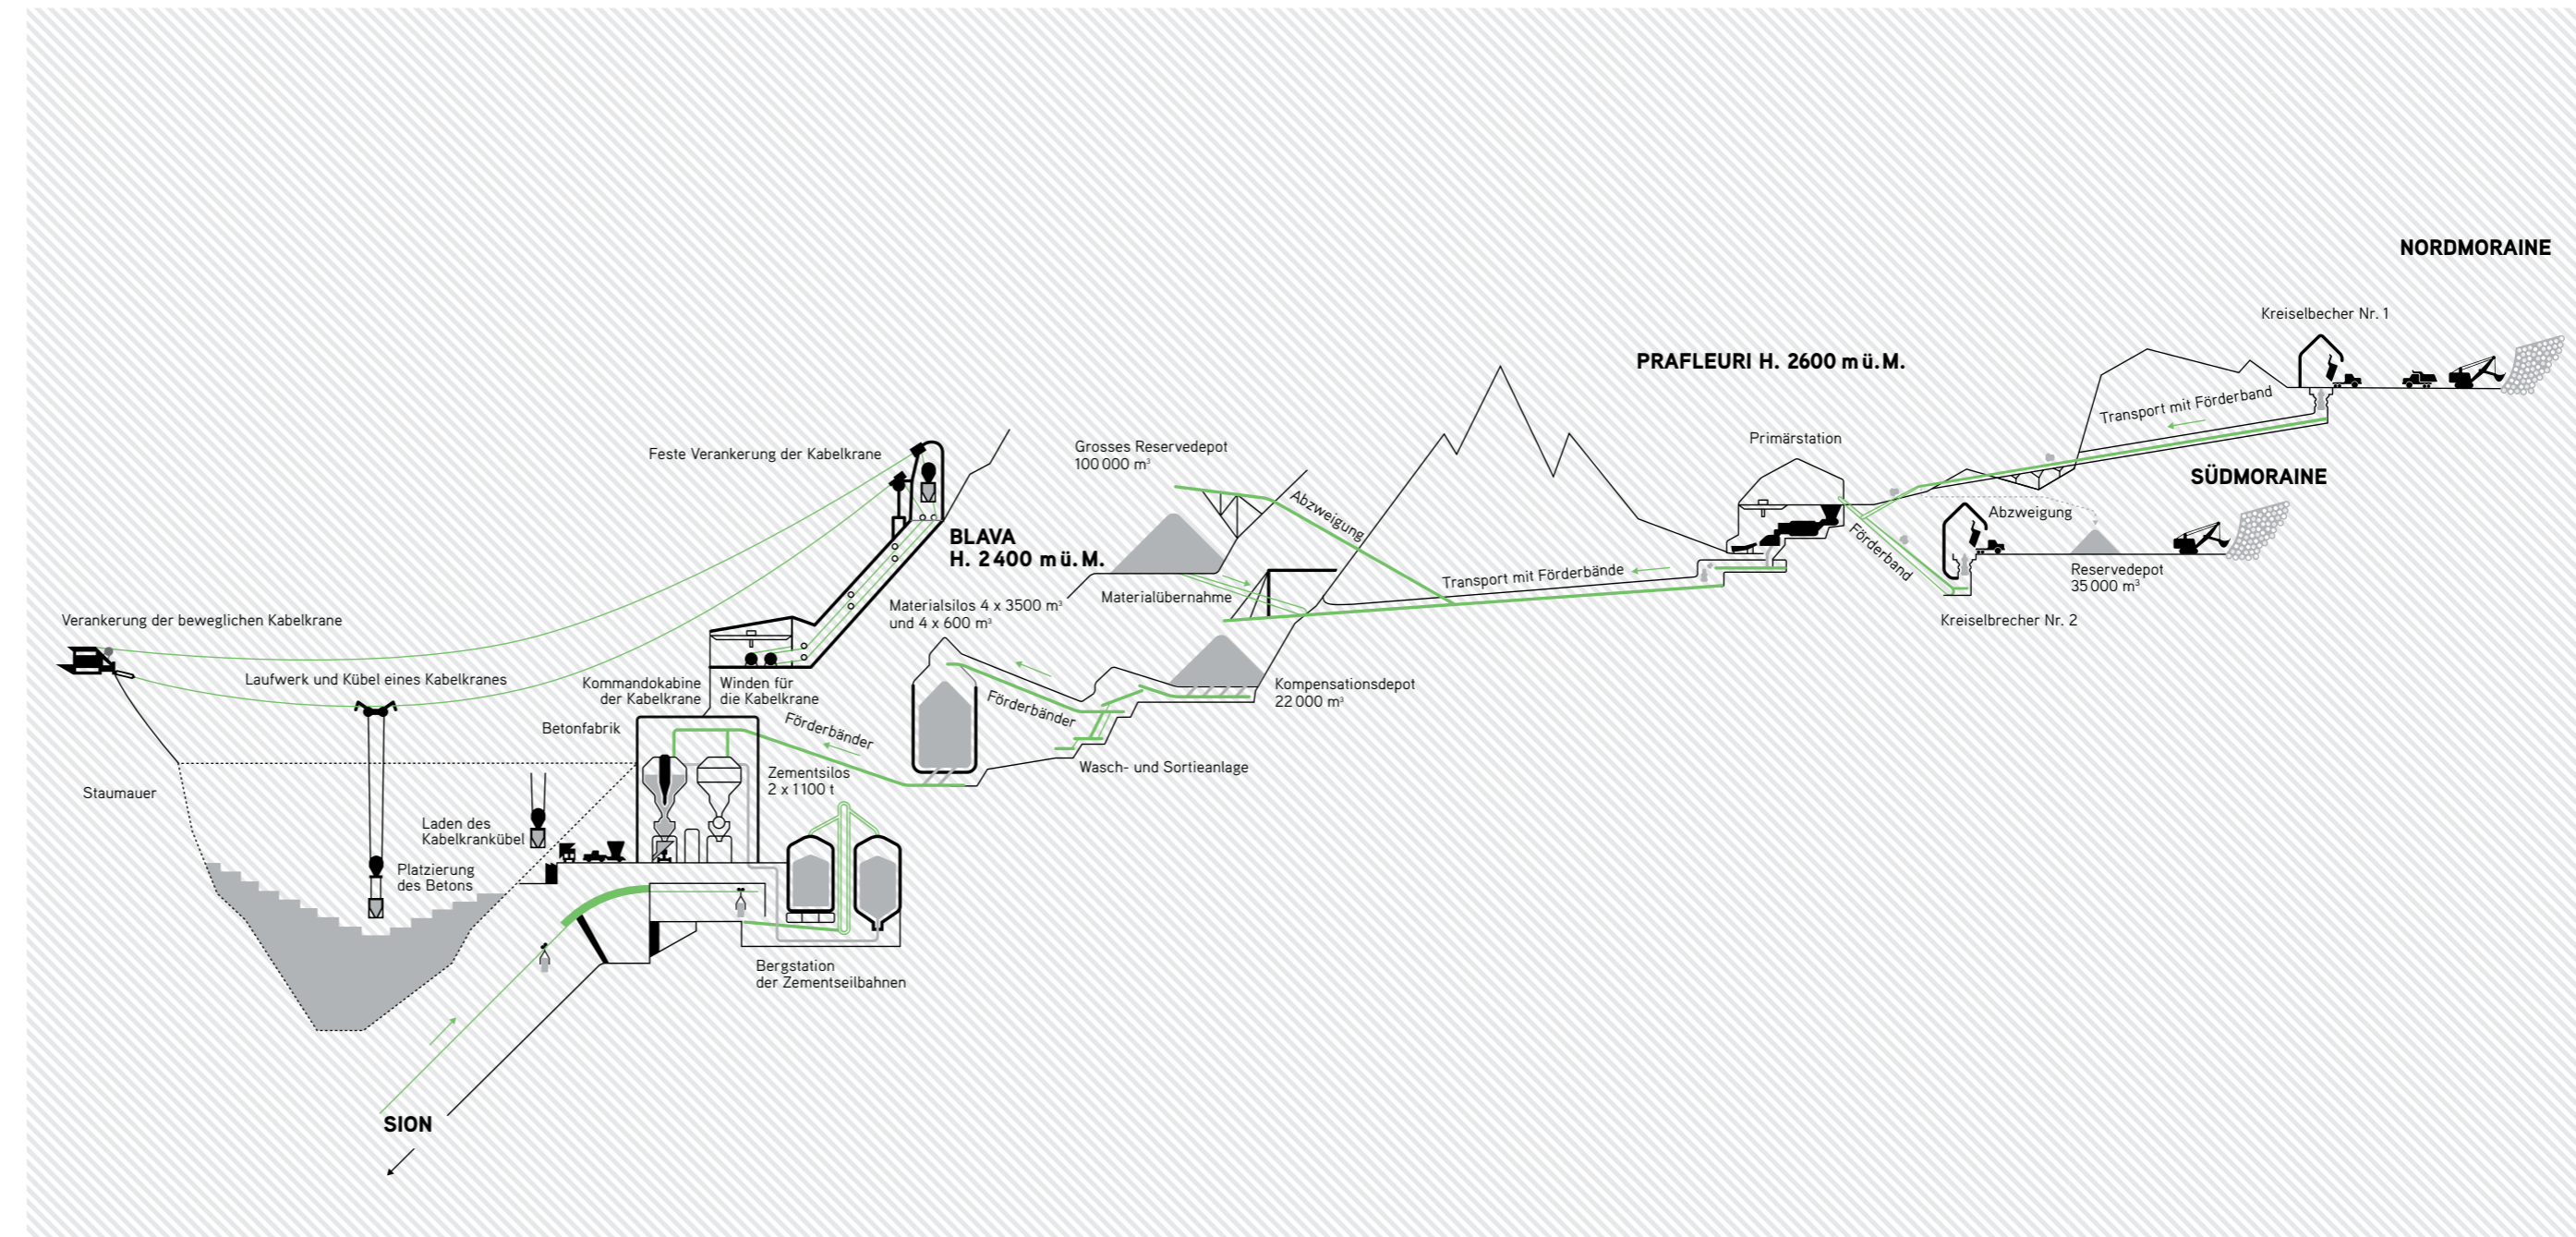 NORDMORAINE
Kreiselbecher Nr. 1
PRAFLEURI H. 2600 m ü. M.
Transport mit Förderband
Primärstation
SÜDMORAINE
Abzweigung
Förderband
Reservedepot
35 000 m³
Kreiselbrecher Nr. 2
Grosses Reservedepot
100 000 m³
Abzweigung
Transport mit Förderbände
Materialübernahme
Feste Verankerung der Kabelkrane
BLAVA
H. 2400 m ü. M.
Materialsilos 4 x 3500 m³
und 4 x 600 m³
Verankerung der beweglichen Kabelkrane
Laufwerk und Kübel eines Kabelkranes
Kommandokabine
der Kabelkrane
Winden für
die Kabelkrane
Förderbänder
Kompensationsdepot
22 000 m³
Betonfabrik
Förderbänder
Wasch- und Sortieanlage
Zementsilos
2 x 1100 t
Staumauer
Laden des
Kabelkrankübel
Platzierung
des Betons
Bergstation
der Zementseilbahnen
SION